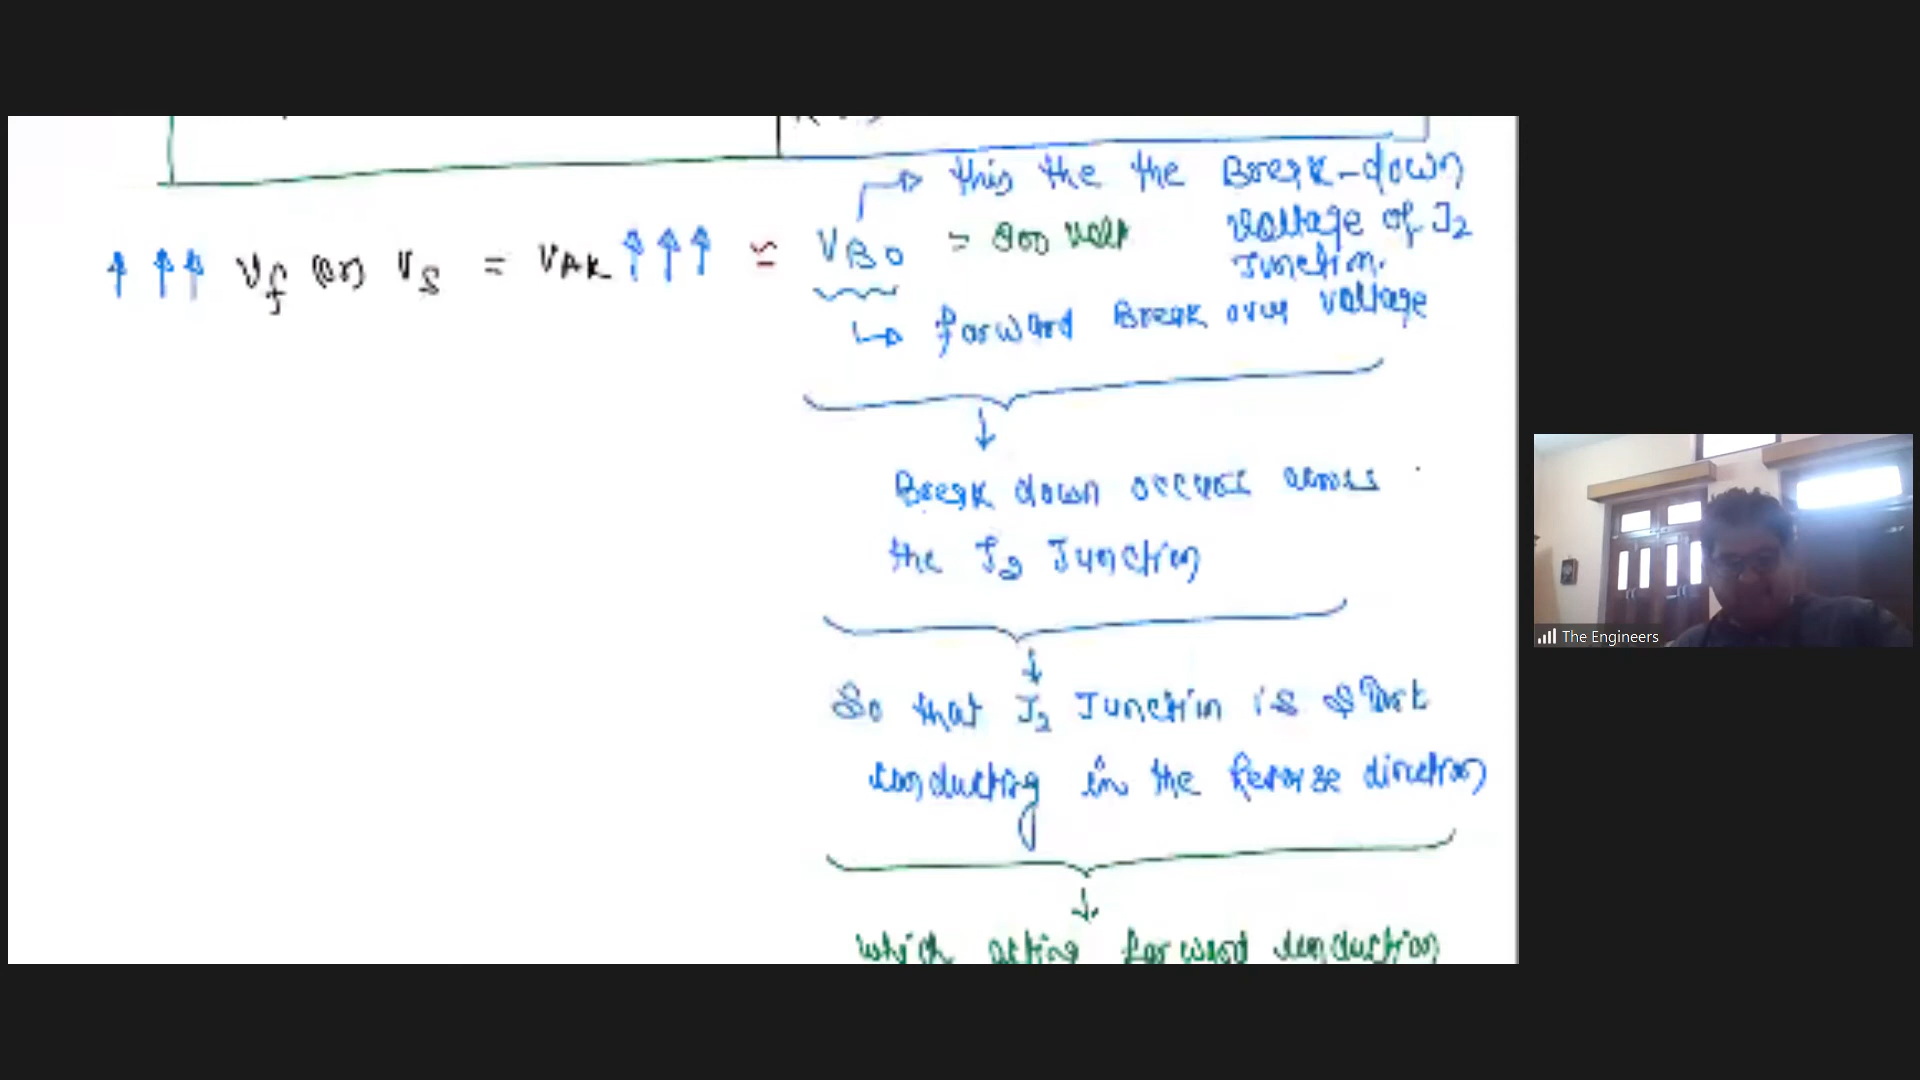 this the the Break-down
voltage of J2
Junction.
↑↑↑ Vf (or) Vs = VAK ↑↑↑ ≃ VBO = 900 volt
↳ forward Break over voltage
Break down occurs across
the J2 Junction
So that J2 Junction is start
conducting in the Reverse direction
which acting forward conduction
The Engineers